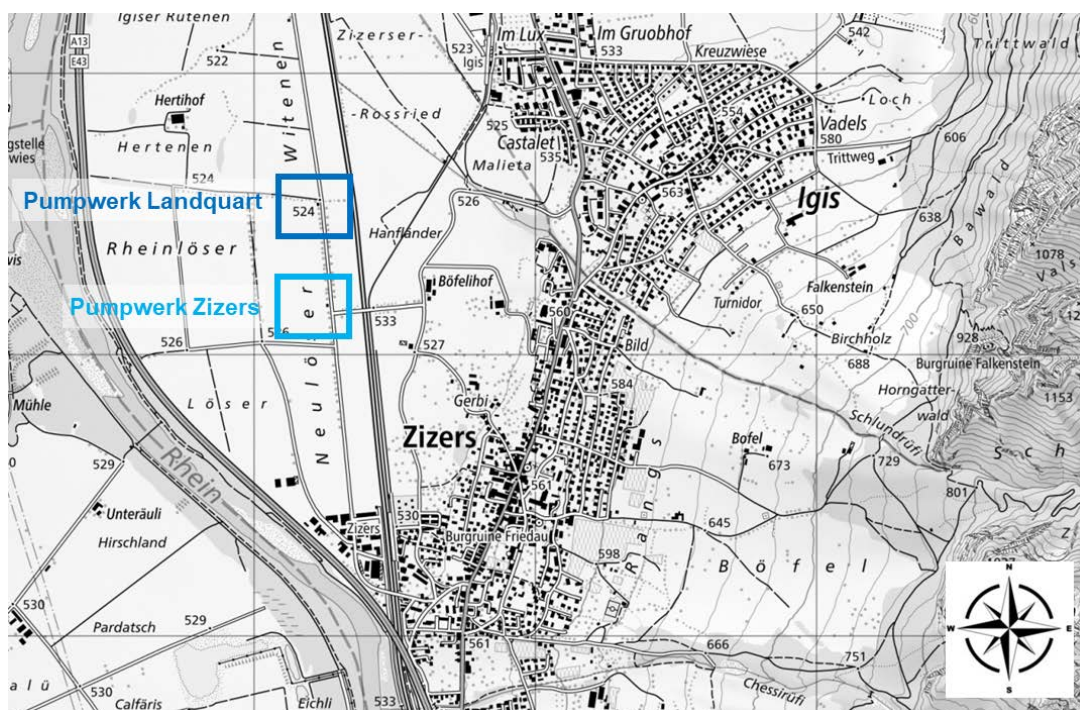 Igiser Rutenen
A13
E43
522
Zizerser-
523
Igis
Im Lux
Im Gruobhof
533
Kreuzwiese
542
Trittwald
Hertihof
Witenen
-Rossried
554
Loch
Hertenen
525
Castalet
535
Vadels
580
606
wies
Malieta
Trittweg
524
563
Igis
Bawald
Pumpwerk Landquart
524
526
638
Hanfländer
Rheinlöser
1078
Böfelihof
Falkenstein
Pumpwerk Zizers
Turnidor
650
533
560
700
Birchholz
928
526
527
Bild
688
Burgruine Falkenstein
584
Horngatter-
wald
1153
Mühle
Löser
Neulöser
Gerbi
Schlundrüfi
Zizers
Bofel
529
673
729
Rhein
561
801
Unteräuli
Zizers
530
645
Hirschland
Burgruine Friedau
Rangs
598
Böfel
530
N
529
W
E
Pardatsch
561
666
751
S
530
Calfäris
Eichli
533
Chessirüfi